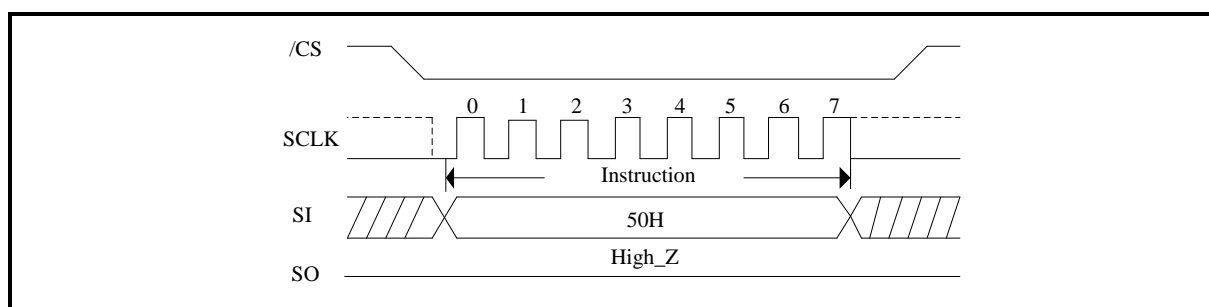 /CS
0 1 2 3 4 5 6 7
SCLK
Instruction
SI
50H
High_Z
SO